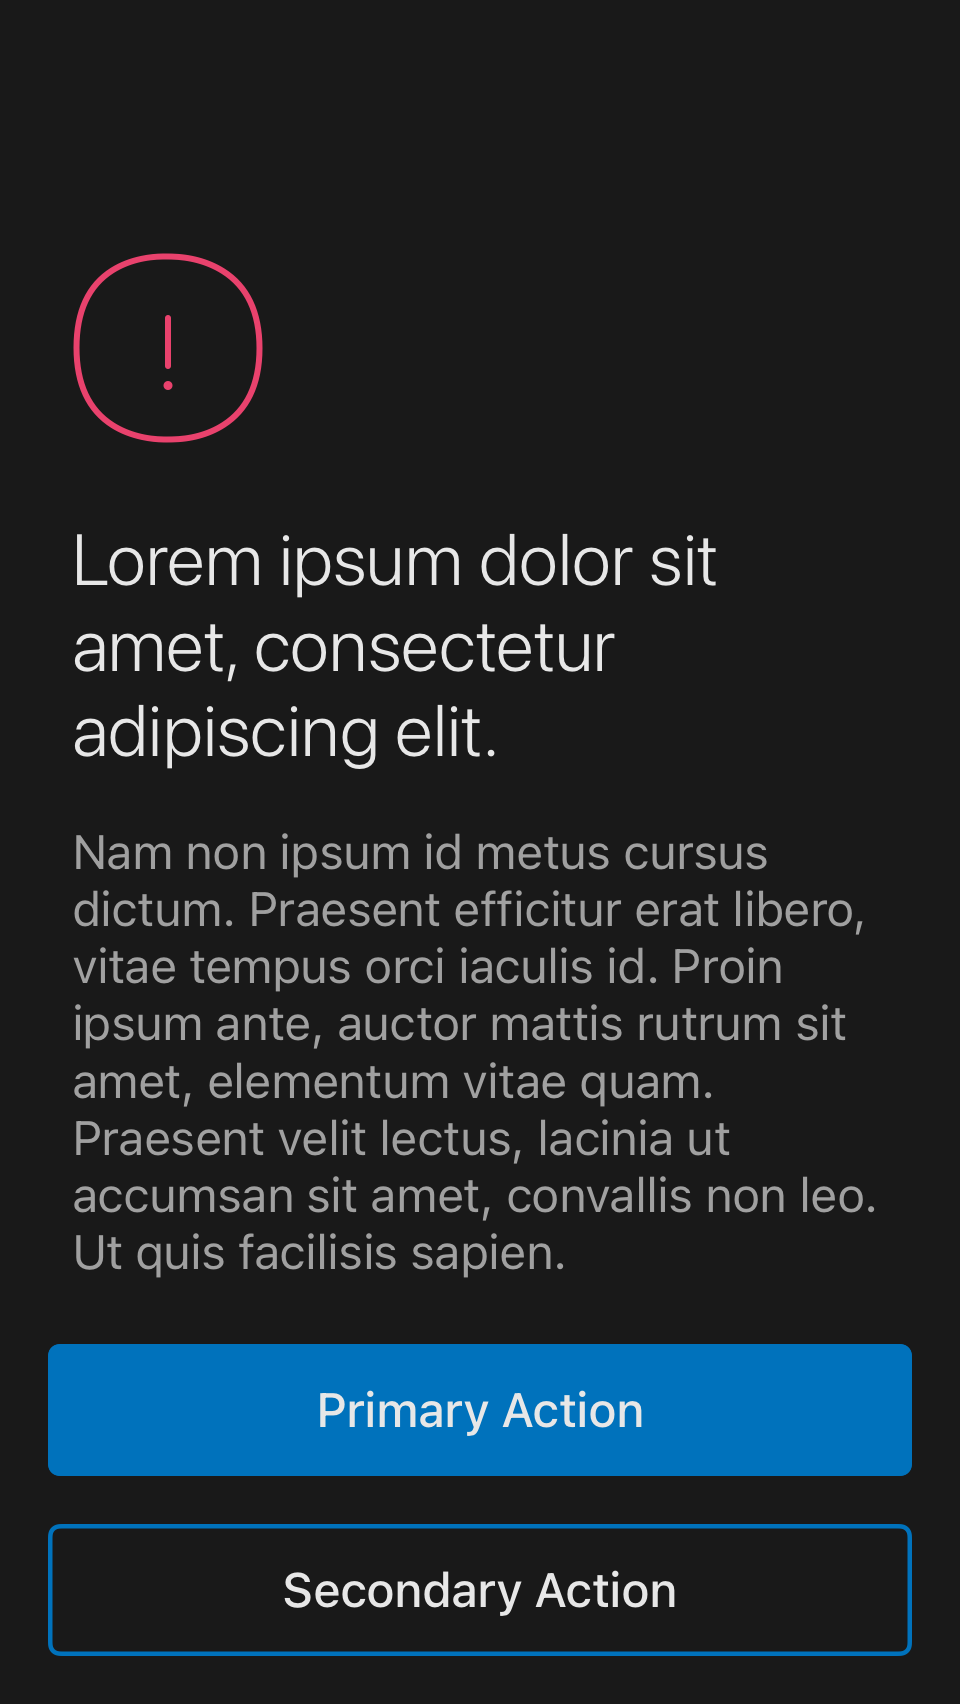 Lorem ipsum dolor sit
amet, consectetur
adipiscing elit.
Nam non ipsum id metus cursus
dictum. Praesent efficitur erat libero,
vitae tempus orci iaculis id. Proin
ipsum ante, auctor mattis rutrum sit
amet, elementum vitae quam.
Praesent velit lectus, lacinia ut
accumsan sit amet, convallis non leo.
Ut quis facilisis sapien.
Primary Action
Secondary Action